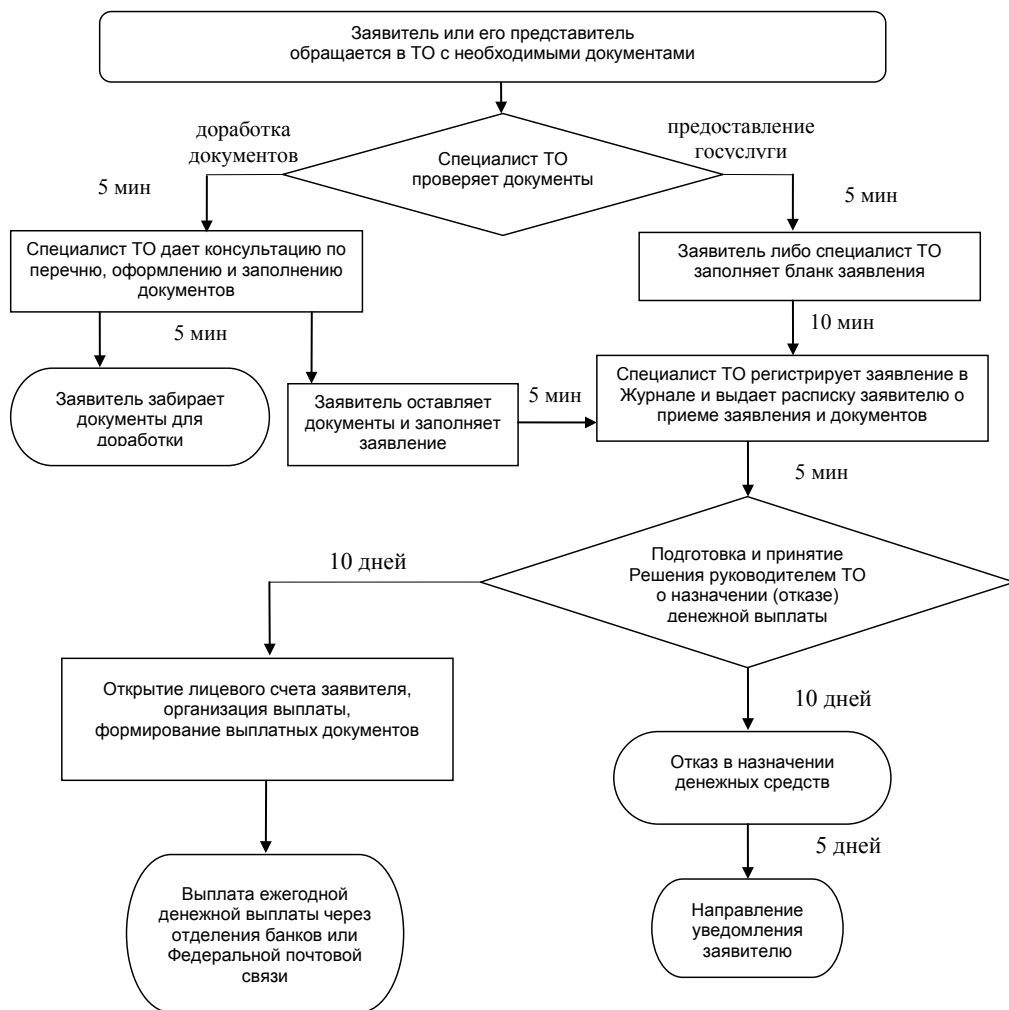 Заявитель или его представитель
обращается в ТО с необходимыми документами
доработка
документов
предоставление
госуслуги
Специалист ТО
проверяет документы
5 мин
5 мин
Специалист ТО дает консультацию по
перечню, оформлению и заполнению
документов
Заявитель либо специалист ТО
заполняет бланк заявления
5 мин
10 мин
Заявитель забирает
документы для
доработки
Заявитель оставляет
документы и заполняет
заявление
5 мин
Специалист ТО регистрирует заявление в
Журнале и выдает расписку заявителю о
приеме заявления и документов
5 мин
10 дней
Подготовка и принятие
Решения руководителем ТО
о назначении (отказе)
денежной выплаты
Открытие лицевого счета заявителя,
организация выплаты,
формирование выплатных документов
10 дней
Отказ в назначении
денежных средств
5 дней
Выплата ежегодной
денежной выплаты через
отделения банков или
Федеральной почтовой
связи
Направление
уведомления
заявителю